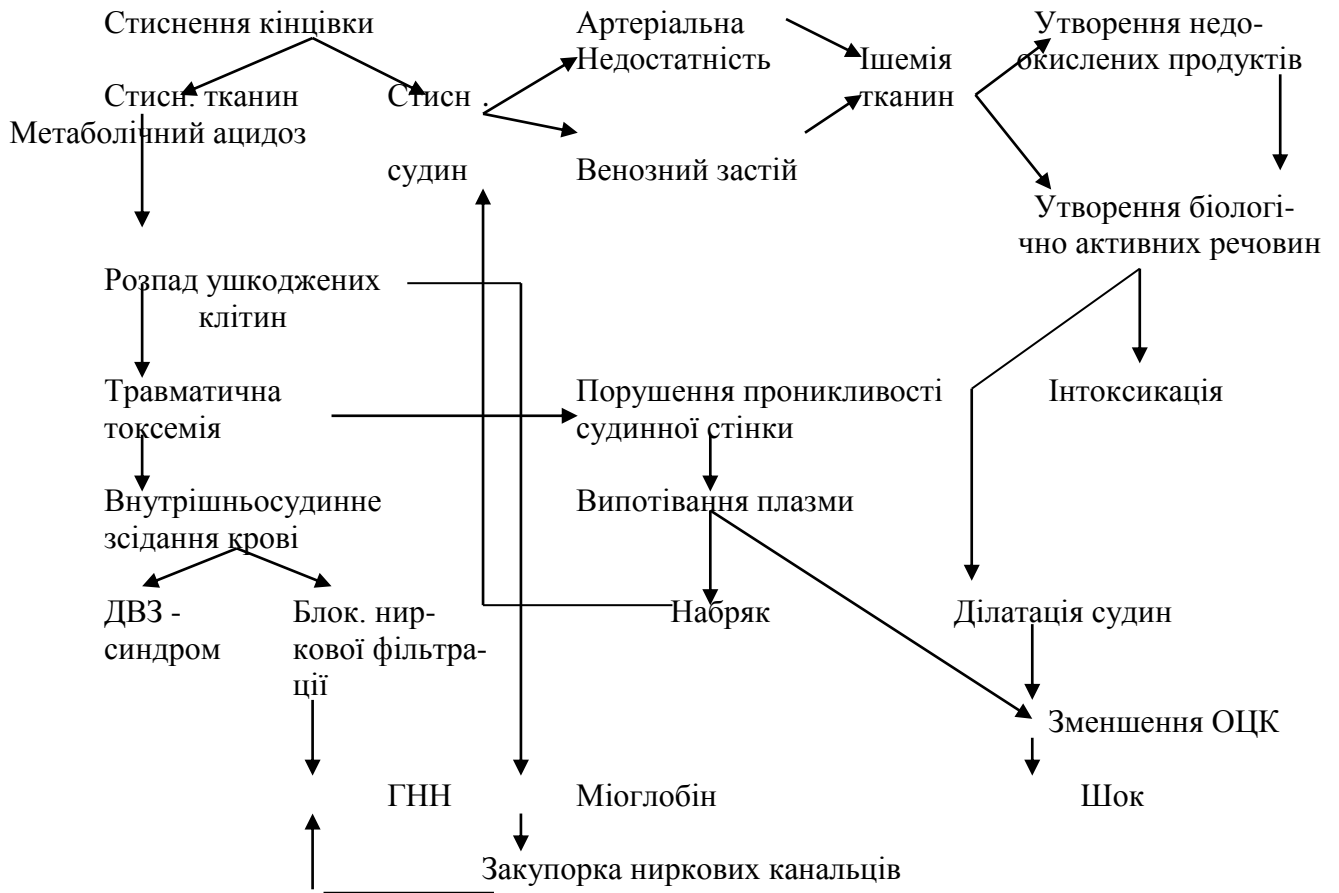 Стиснення кінцівки
Артеріальна
Недостатність
Утворення недо-
окислених продуктів
Ішемія
тканин
Стисн. тканин
Метаболічний ацидоз
Стисн .
судин
Венозний застій
Утворення біологі-
чно активних речовин
Розпад ушкоджених
клітин
Травматична
токсемія
Порушення проникливості
судинної стінки
Інтоксикація
Внутрішньосудинне
зсідання крові
Випотівання плазми
ДВЗ -
синдром
Блок. нир-
кової фільтра-
ції
Набряк
Ділатація судин
Зменшення ОЦК
ГНН
Міоглобін
Шок
Закупорка ниркових канальців